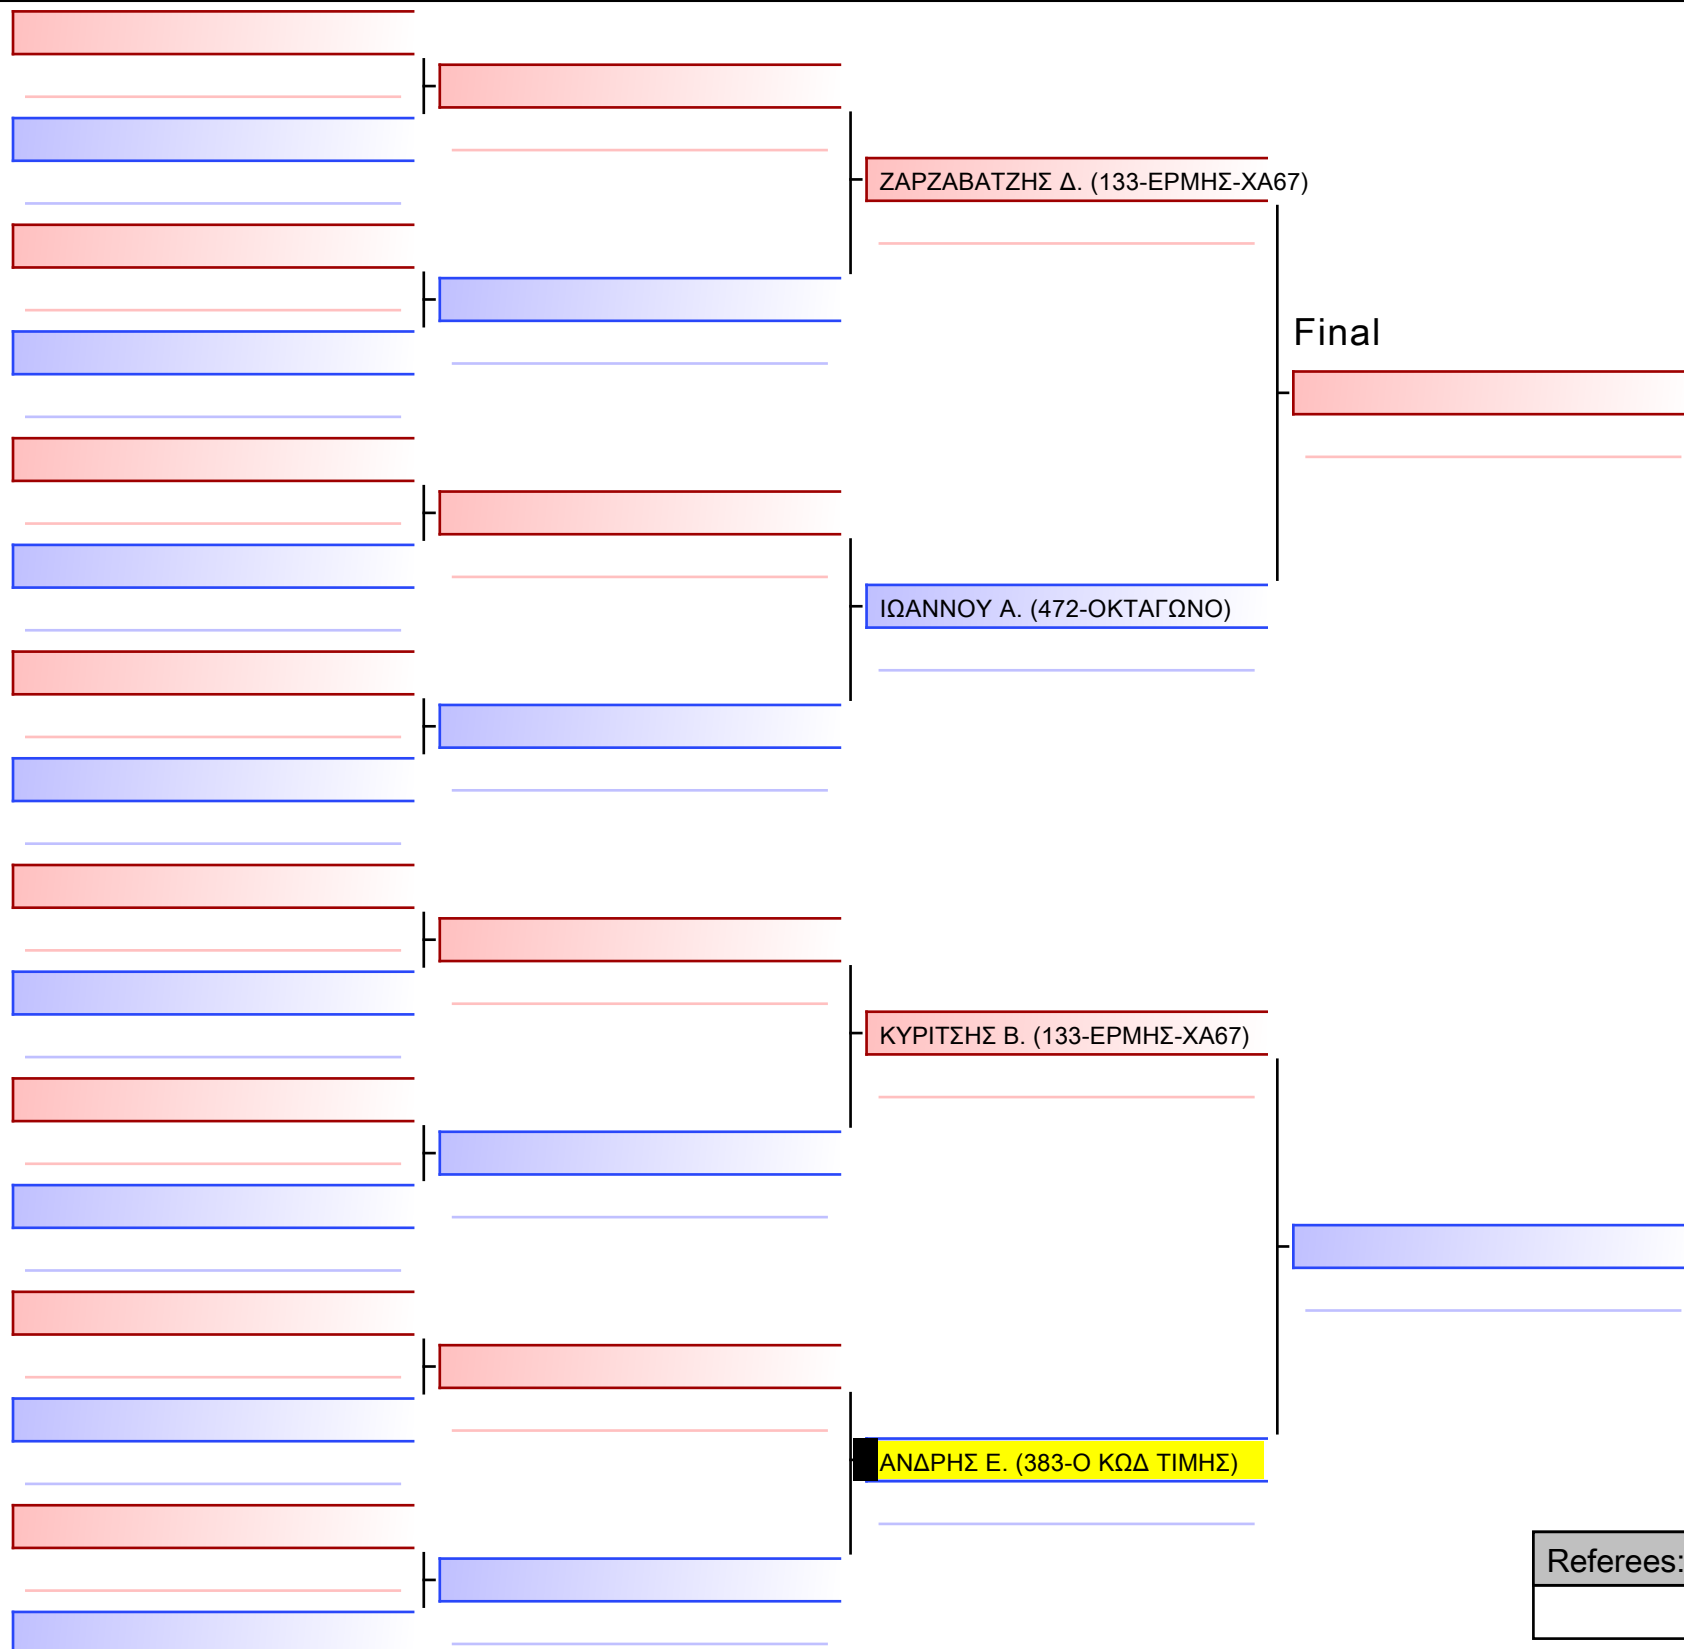 ΖΑΡΖΑΒΑΤΖΗΣ Δ. (133-ΕΡΜΗΣ-ΧΑ67)
Final
ΙΩΑΝΝΟΥ Α. (472-ΟΚΤΑΓΩΝΟ)
ΚΥΡΙΤΣΗΣ Β. (133-ΕΡΜΗΣ-ΧΑ67)
ΑΝΔΡΗΣ Ε. (383-Ο ΚΩΔ ΤΙΜΗΣ)
Referees: